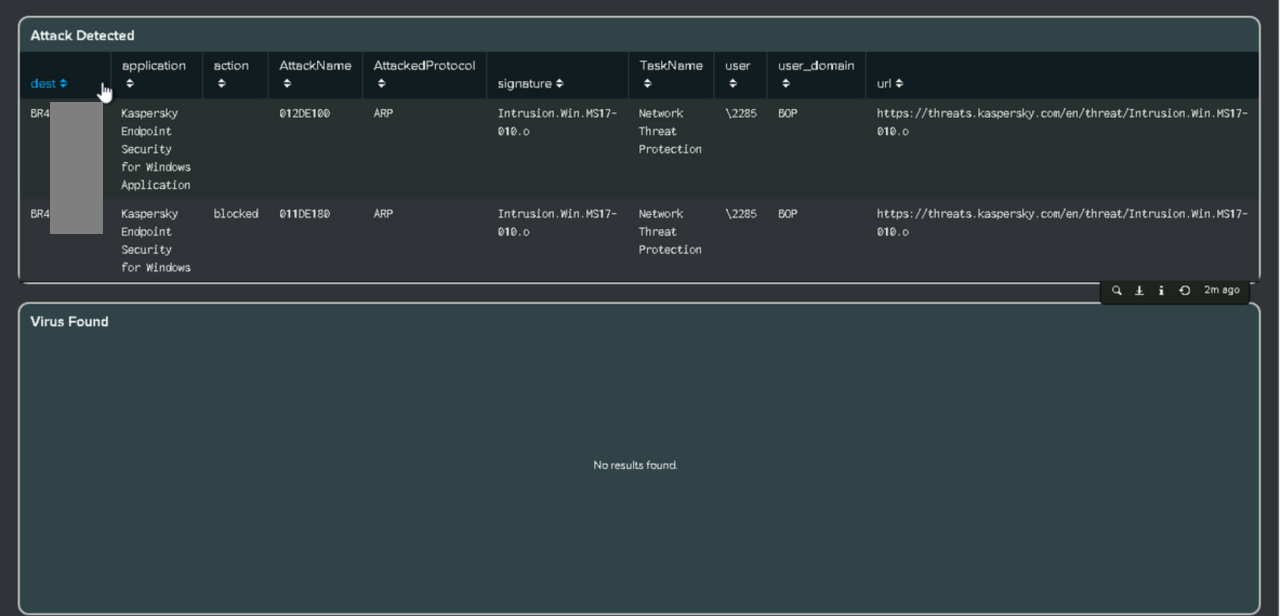 Attack Detected
dest application action AttackName AttackedProtocol signature TaskName user user_domain url
BR4 Kaspersky 012DE100 ARP Intrusion.Win.MS17- Network \2285 BOP https://threats.kaspersky.com/en/threat/Intrusion.Win.MS17-
Endpoint 010.o Threat 010.o
Security Protection
for Windows
Application
BR4 Kaspersky blocked 011DE180 ARP Intrusion.Win.MS17- Network \2285 BOP https://threats.kaspersky.com/en/threat/Intrusion.Win.MS17-
Endpoint 010.o Threat 010.o
Security Protection
for Windows
2m ago
Virus Found
No results found.